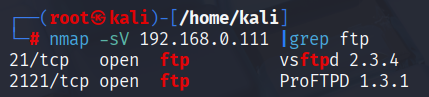 ┌──(root㉿kali)-[/home/kali]
└─# nmap -sV 192.168.0.111 |grep ftp
21/tcp   open  ftp         vsftpd 2.3.4
2121/tcp open  ftp         ProFTPD 1.3.1